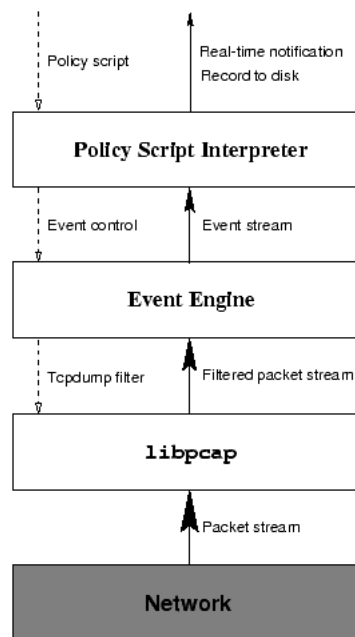 Real-time notification
Policy script
Record to disk
Policy Script Interpreter
Event control
Event stream
Event Engine
Tcpdump filter
Filtered packet stream
libpcap
Packet stream
Network